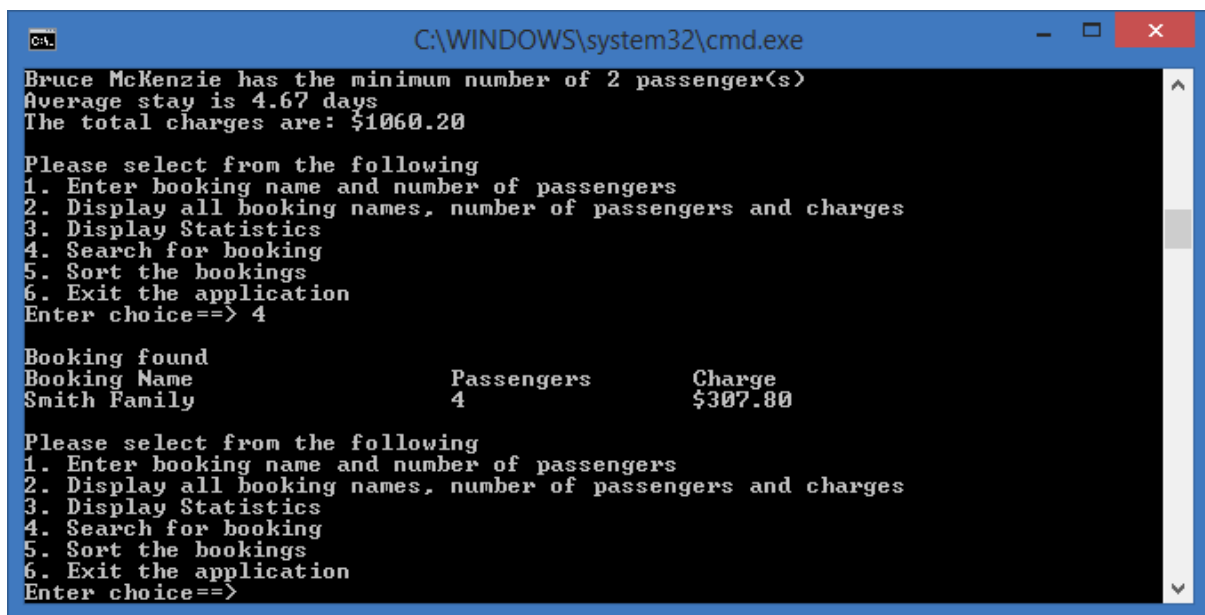 C:\WINDOWS\system32\cmd.exe
Bruce McKenzie has the minimum number of 2 passenger(s)
Average stay is 4.67 days
The total charges are: $1060.20
Please select from the following
1. Enter booking name and number of passengers
2. Display all booking names, number of passengers and charges
3. Display Statistics
4. Search for booking
5. Sort the bookings
6. Exit the application
Enter choice==> 4
Booking found
Booking Name Passengers Charge
Smith Family 4 $307.80
Please select from the following
1. Enter booking name and number of passengers
2. Display all booking names, number of passengers and charges
3. Display Statistics
4. Search for booking
5. Sort the bookings
6. Exit the application
Enter choice==>